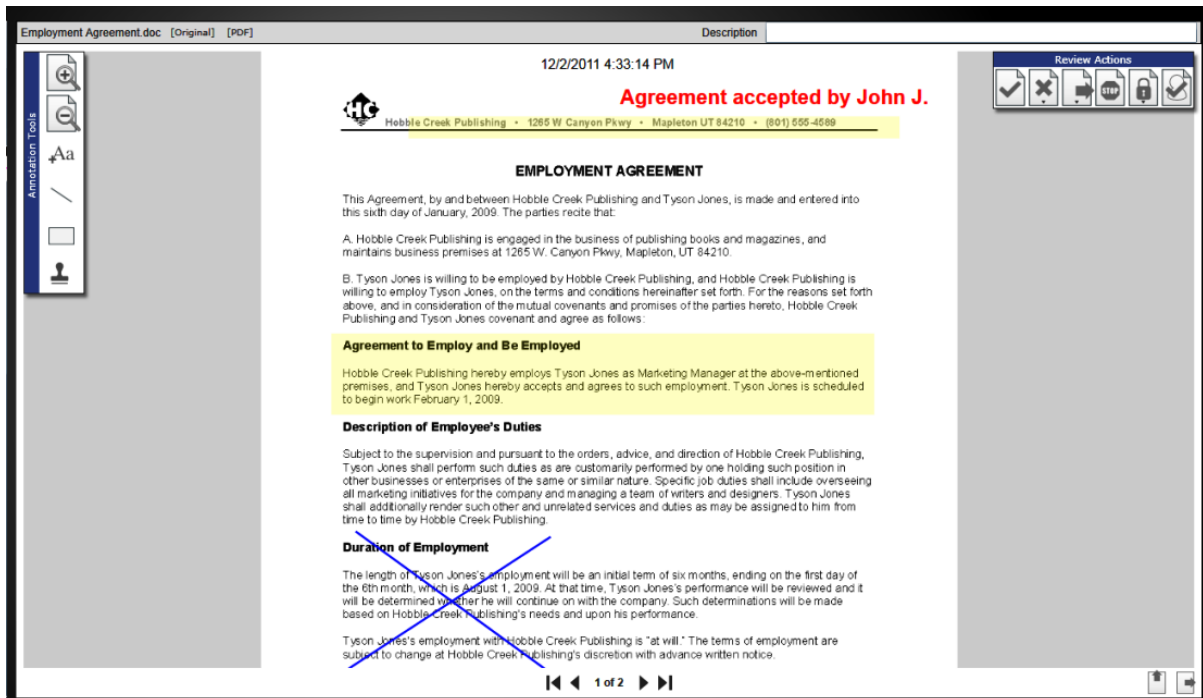 Employment Agreement.doc [Original] [PDF] Description
12/2/2011 4:33:14 PM
Review Actions
Agreement accepted by John J.
HC
Hobble Creek Publishing • 1265 W Canyon Pkwy • Mapleton UT 84210 • (801) 555-4589
STOP
Annotation Tools
+Aa
EMPLOYMENT AGREEMENT
This Agreement, by and between Hobble Creek Publishing and Tyson Jones, is made and entered into
this sixth day of January, 2009. The parties recite that:
A. Hobble Creek Publishing is engaged in the business of publishing books and magazines, and
maintains business premises at 1265 W. Canyon Pkwy, Mapleton, UT 84210.
B. Tyson Jones is willing to be employed by Hobble Creek Publishing, and Hobble Creek Publishing is
willing to employ Tyson Jones, on the terms and conditions hereinafter set forth. For the reasons set forth
above, and in consideration of the mutual covenants and promises of the parties hereto, Hobble Creek
Publishing and Tyson Jones covenant and agree as follows:
Agreement to Employ and Be Employed
Hobble Creek Publishing hereby employs Tyson Jones as Marketing Manager at the above-mentioned
premises, and Tyson Jones hereby accepts and agrees to such employment. Tyson Jones is scheduled
to begin work February 1, 2009.
Description of Employee's Duties
Subject to the supervision and pursuant to the orders, advice, and direction of Hobble Creek Publishing,
Tyson Jones shall perform such duties as are customarily performed by one holding such position in
other businesses or enterprises of the same or similar nature. Specific job duties shall include overseeing
all marketing initiatives for the company and managing a team of writers and designers. Tyson Jones
shall additionally render such other and unrelated services and duties as may be assigned to him from
time to time by Hobble Creek Publishing.
Duration of Employment
The length of Tyson Jones's employment will be an initial term of six months, ending on the first day of
the 6th month, which is August 1, 2009. At that time, Tyson Jones's performance will be reviewed and it
will be determined whether he will continue on with the company. Such determinations will be made
based on Hobble Creek Publishing's needs and upon his performance.
Tyson Jones's employment with Hobble Creek Publishing is "at will." The terms of employment are
subject to change at Hobble Creek Publishing's discretion with advance written notice.
1 of 2